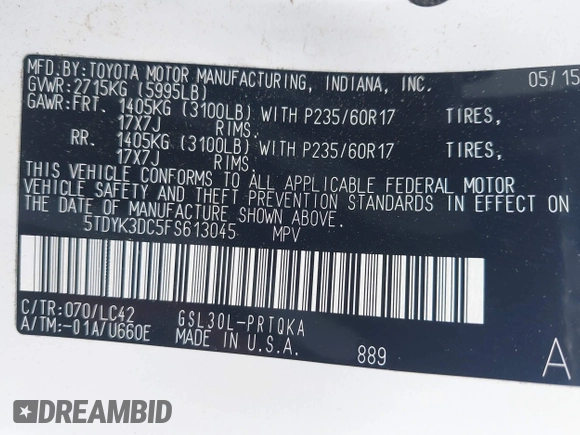 MFD.BY:TOYOTA MOTOR MANUFACTURING, INDIANA, INC. 05/15
GVWR:2715KG (5995LB)
GAWR:FRT. 1405KG (3100LB) WITH P235/60R17 TIRES,
17X7J RIMS.
RR. 1405KG (3100LB) WITH P235/60R17 TIRES,
17X7J RIMS.
THIS VEHICLE CONFORMS TO ALL APPLICABLE FEDERAL MOTOR
VEHICLE SAFETY AND THEFT PREVENTION STANDARDS IN EFFECT ON
THE DATE OF MANUFACTURE SHOWN ABOVE.
5TDYK3DC5FS613045 MPV
C/TR:070/LC42 GSL30L-PRTQKA
A/TM:-01A/U660E MADE IN U.S.A. 889 A
DREAMBID